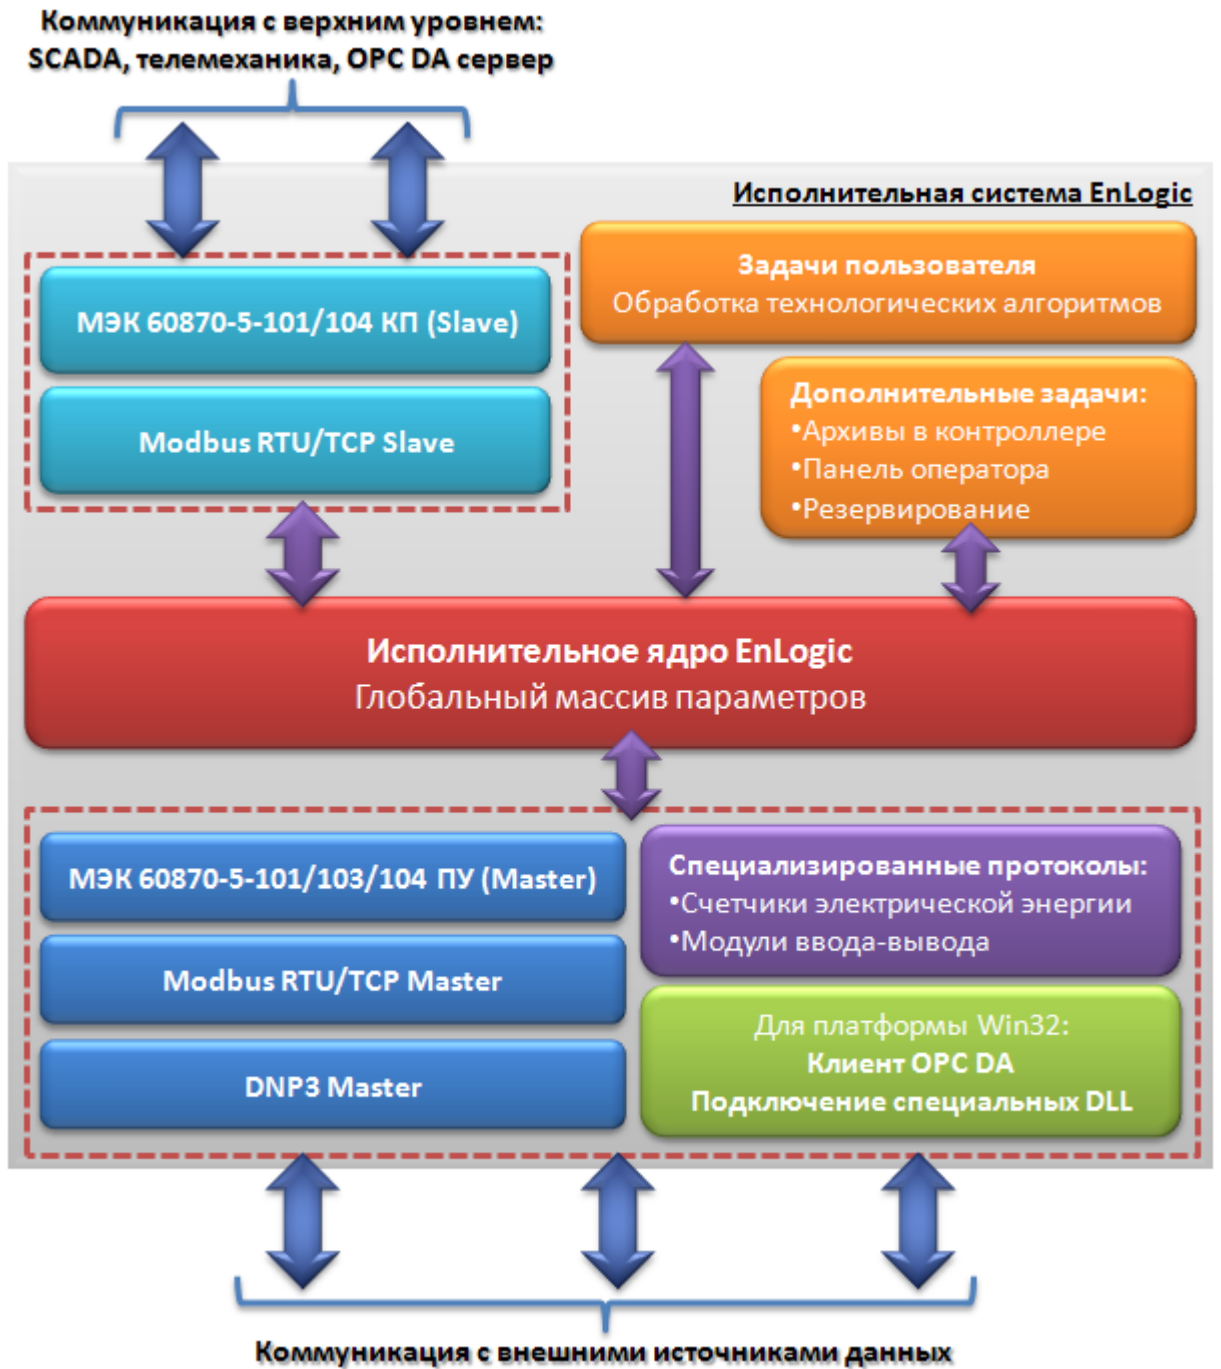 Коммуникация с верхним уровнем:
SCADA, телемеханика, OPC DA сервер
Исполнительная система EnLogic
МЭК 60870-5-101/104 КП (Slave)
Modbus RTU/TCP Slave
Задачи пользователя
Обработка технологических алгоритмов
Дополнительные задачи:
•Архивы в контроллере
•Панель оператора
•Резервирование
Исполнительное ядро EnLogic
Глобальный массив параметров
МЭК 60870-5-101/103/104 ПУ (Master)
Modbus RTU/TCP Master
DNP3 Master
Специализированные протоколы:
•Счетчики электрической энергии
•Модули ввода-вывода
Для платформы Win32:
Клиент OPC DA
Подключение специальных DLL
Коммуникация с внешними источниками данных